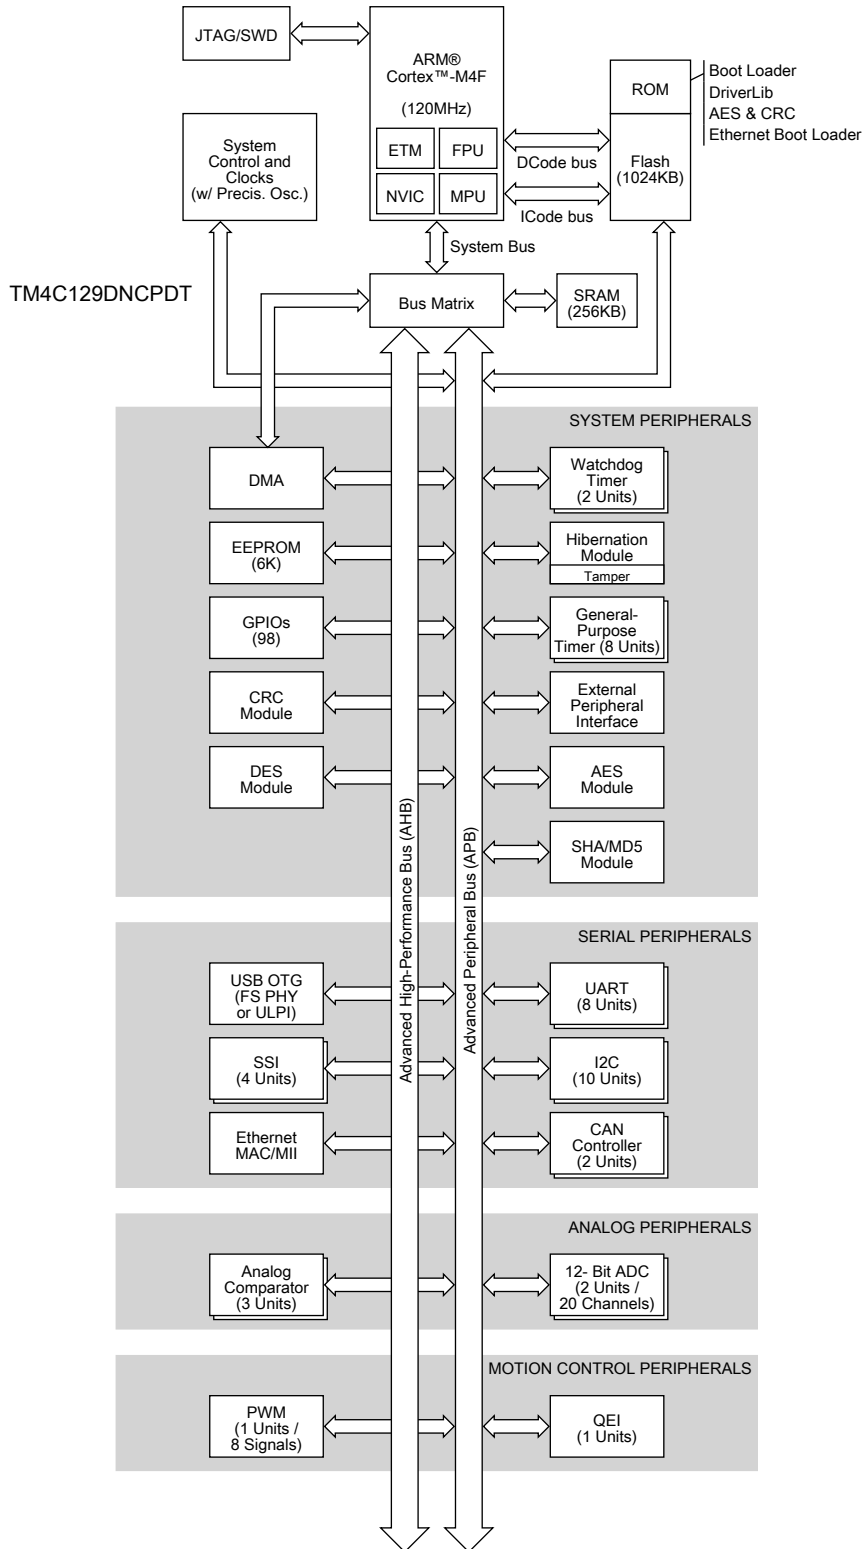 JTAG/SWD
ARM®
Cortex™-M4F
(120MHz)
ETM
FPU
NVIC
MPU
ROM
Boot Loader
DriverLib
AES & CRC
Ethernet Boot Loader
Flash
(1024KB)
DCode bus
ICode bus
System
Control and
Clocks
(w/ Precis. Osc.)
System Bus
TM4C129DNCPDT
Bus Matrix
SRAM
(256KB)
SYSTEM PERIPHERALS
DMA
Watchdog
Timer
(2 Units)
EEPROM
(6K)
Hibernation
Module
Tamper
GPIOs
(98)
General-
Purpose
Timer (8 Units)
CRC
Module
External
Peripheral
Interface
DES
Module
AES
Module
SHA/MD5
Module
Advanced High-Performance Bus (AHB)
Advanced Peripheral Bus (APB)
SERIAL PERIPHERALS
USB OTG
(FS PHY
or ULPI)
UART
(8 Units)
SSI
(4 Units)
I2C
(10 Units)
Ethernet
MAC/MII
CAN
Controller
(2 Units)
ANALOG PERIPHERALS
Analog
Comparator
(3 Units)
12- Bit ADC
(2 Units /
20 Channels)
MOTION CONTROL PERIPHERALS
PWM
(1 Units /
8 Signals)
QEI
(1 Units)